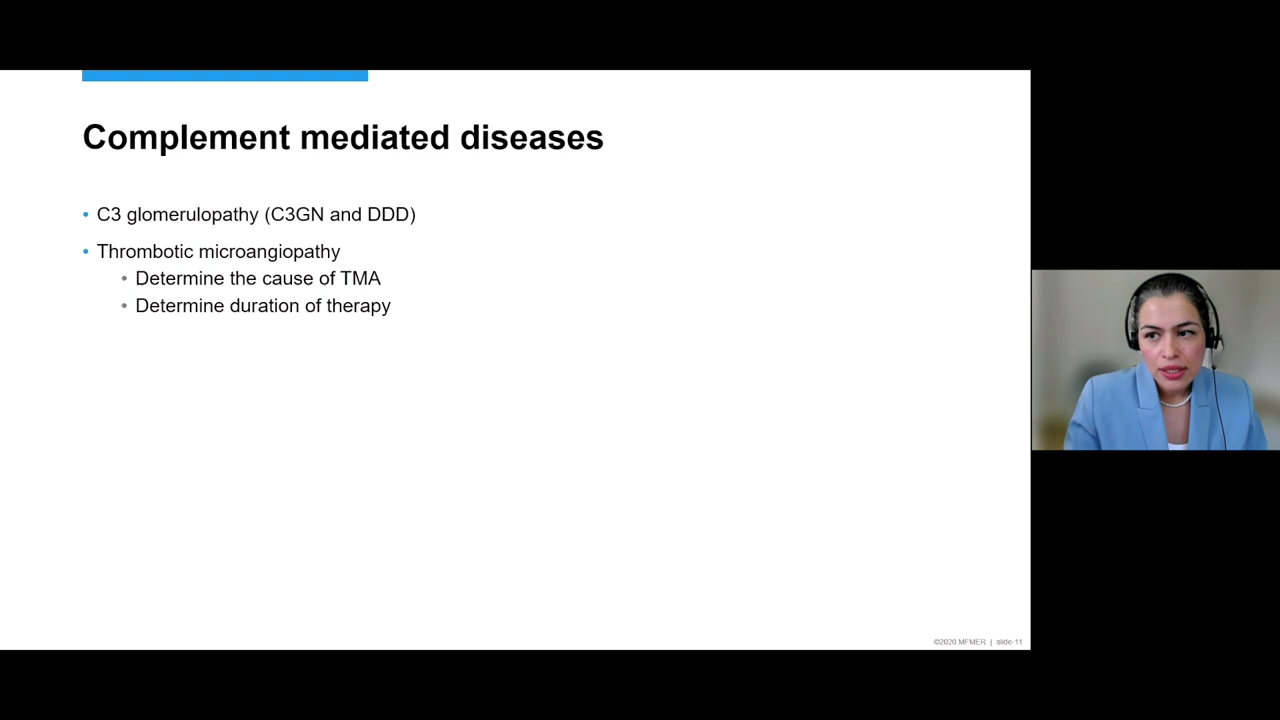 Complement mediated diseases
• C3 glomerulopathy (C3GN and DDD)
• Thrombotic microangiopathy
• Determine the cause of TMA
• Determine duration of therapy
©2020 MFMER | slide-11